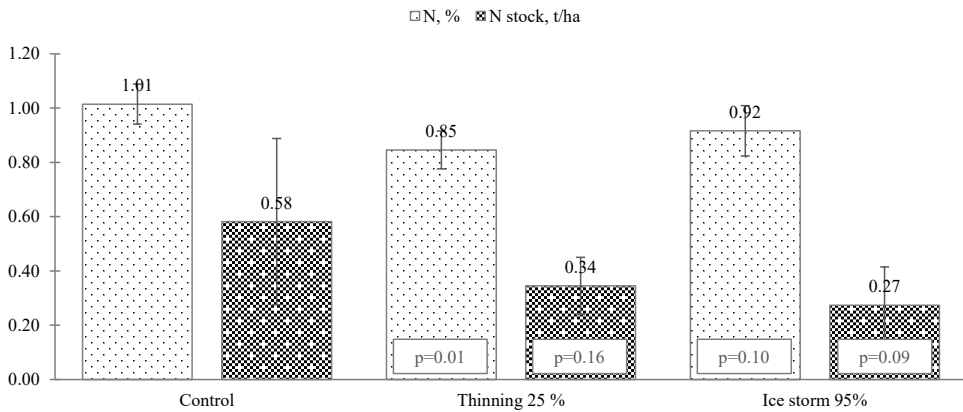 N, % N stock, t/ha
1.20
1.00
0.80
0.60
0.40
0.20
0.00
1.01
0.58
0.85
0.34
0.92
0.27
p=0.01
p=0.16
p=0.10
p=0.09
Control
Thinning 25 %
Ice storm 95%